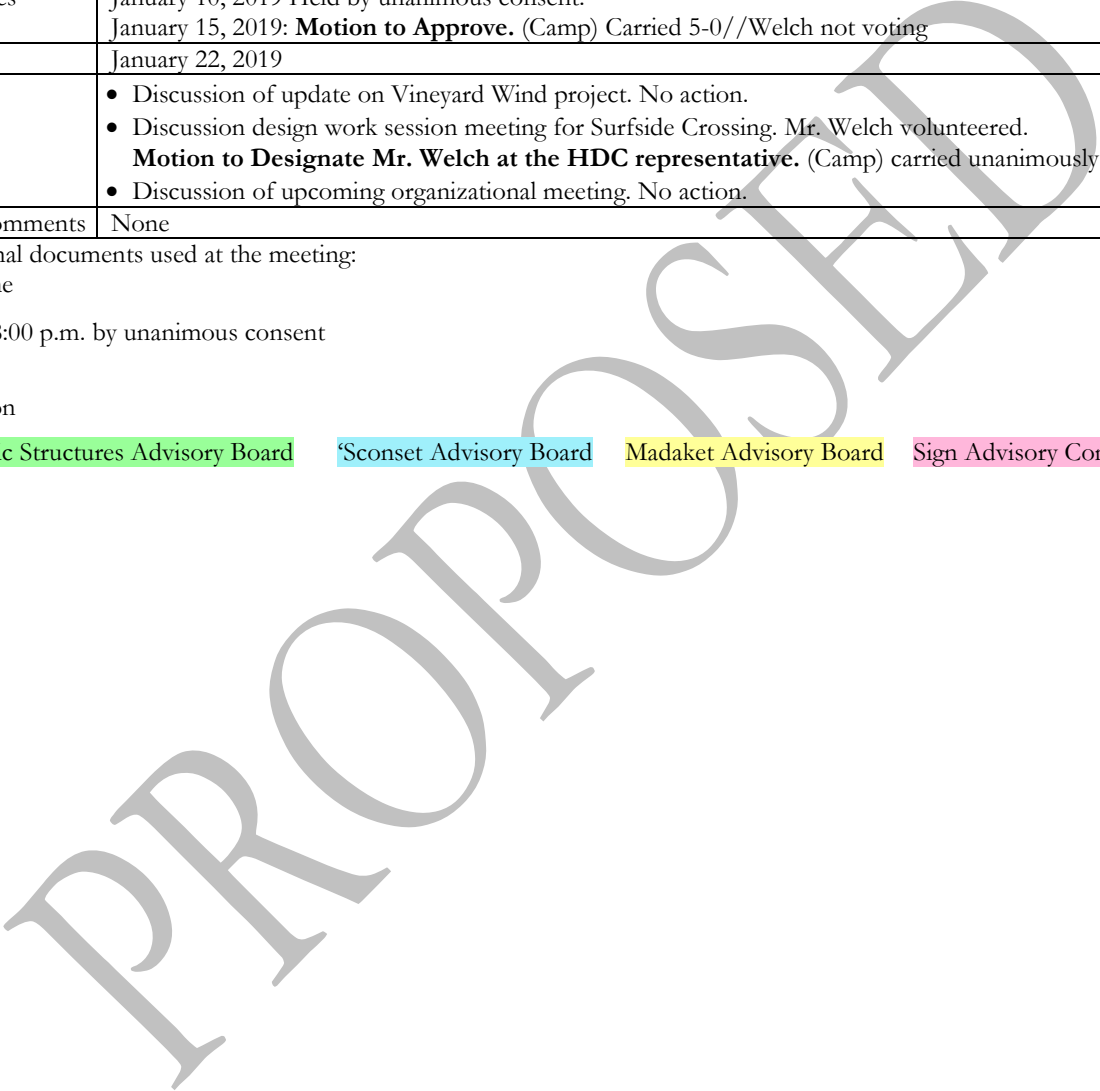 es January 10, 2019 Held by unanimous consent.
January 15, 2019: Motion to Approve. (Camp) Carried 5-0//Welch not voting
January 22, 2019
• Discussion of update on Vineyard Wind project. No action.
• Discussion design work session meeting for Surfside Crossing. Mr. Welch volunteered.
Motion to Designate Mr. Welch at the HDC representative. (Camp) carried unanimously
• Discussion of upcoming organizational meeting. No action.
omments None
nal documents used at the meeting:
ne
:00 p.m. by unanimous consent
on
ic Structures Advisory Board ‘Sconset Advisory Board Madaket Advisory Board Sign Advisory Co
PROPOSED